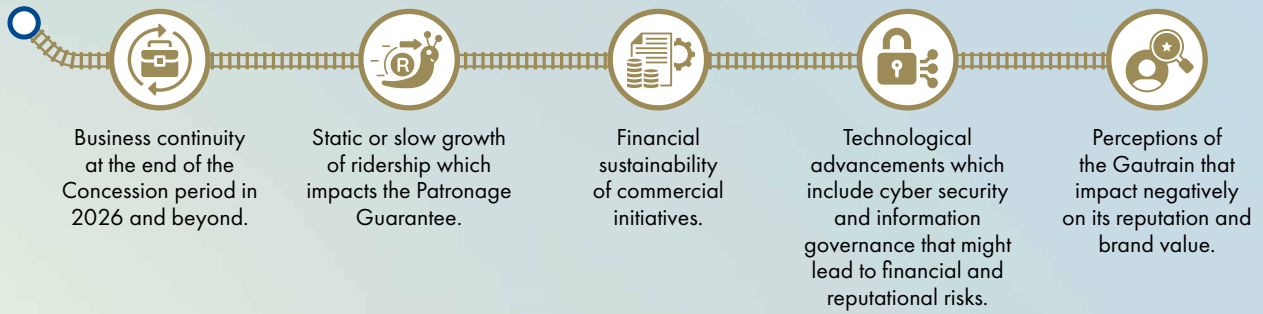 R
Business continuity
at the end of the
Concession period in
2026 and beyond.
Static or slow growth
of ridership which
impacts the Patronage
Guarantee.
Financial
sustainability
of commercial
initiatives.
Technological
advancements which
include cyber security
and information
governance that might
lead to financial and
reputational risks.
Perceptions of
the Gautrain that
impact negatively
on its reputation and
brand value.